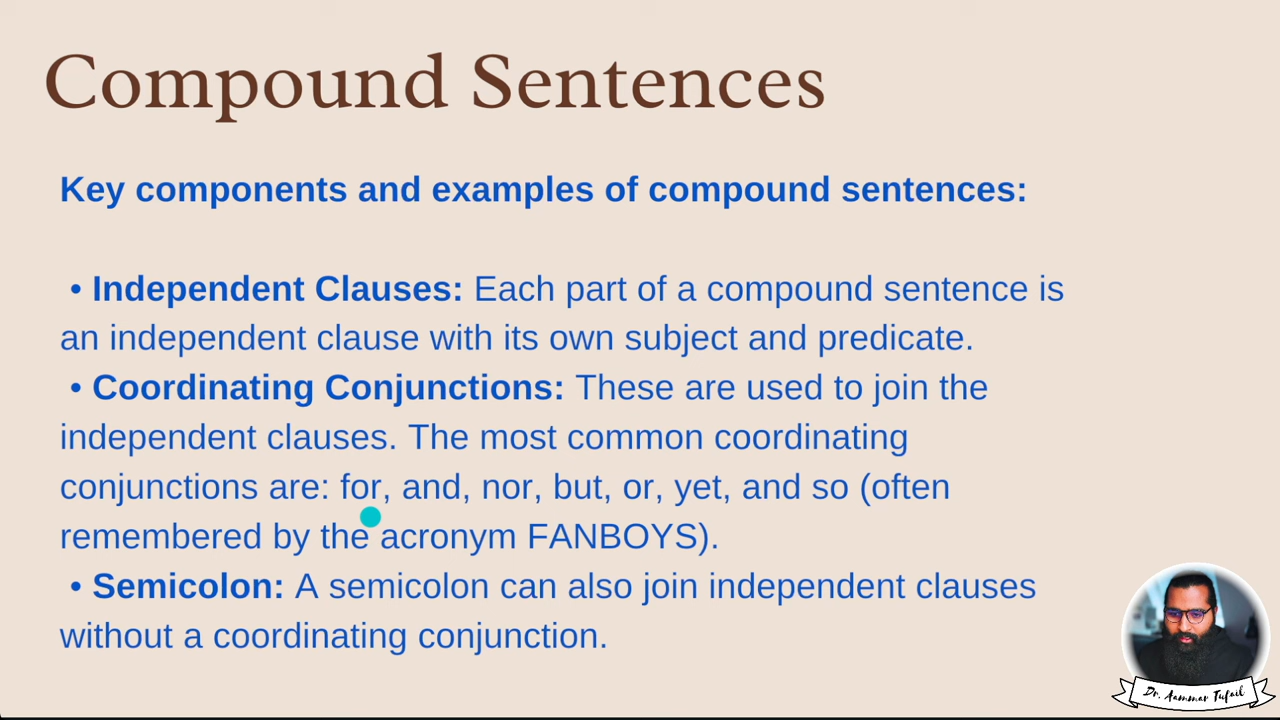 Compound Sentences
Key components and examples of compound sentences:
• Independent Clauses: Each part of a compound sentence is
an independent clause with its own subject and predicate.
• Coordinating Conjunctions: These are used to join the
independent clauses. The most common coordinating
conjunctions are: for, and, nor, but, or, yet, and so (often
remembered by the acronym FANBOYS).
• Semicolon: A semicolon can also join independent clauses
without a coordinating conjunction.
Dr. Aammar Tufail